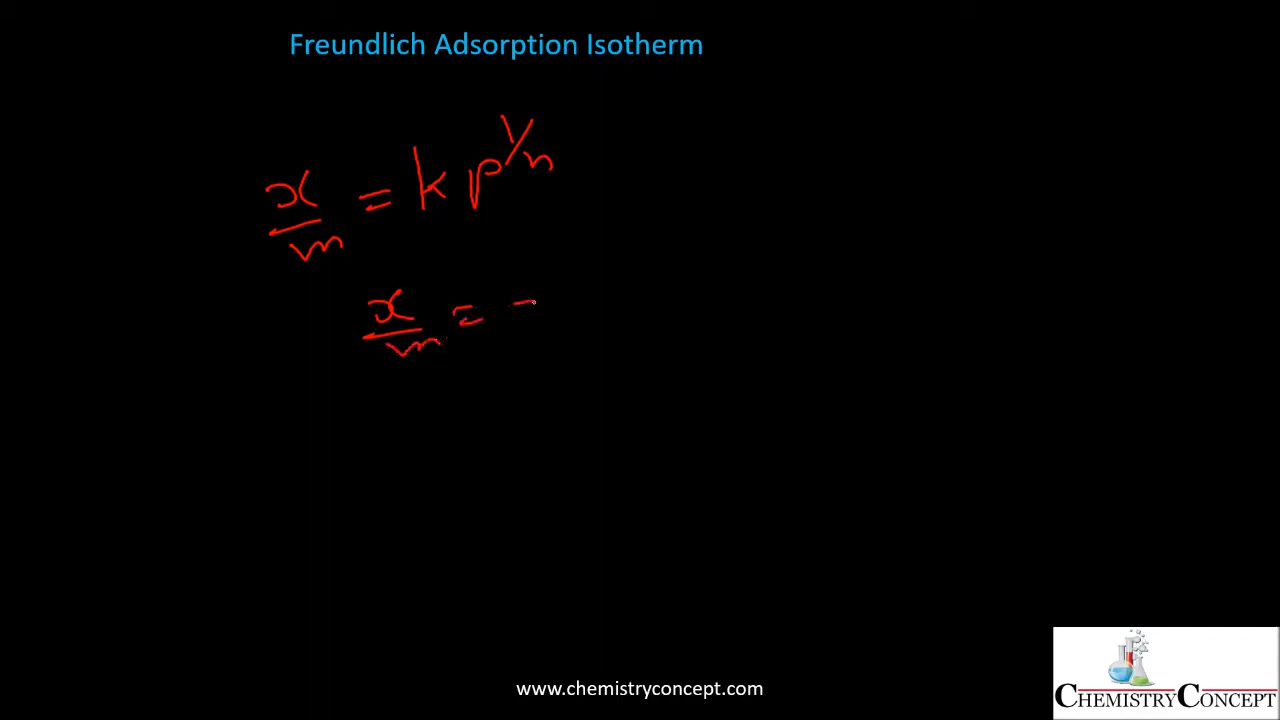 Freundlich Adsorption Isotherm
x/m = k p^1/n
x/m =
www.chemistryconcept.com
CHEMISTRY CONCEPT